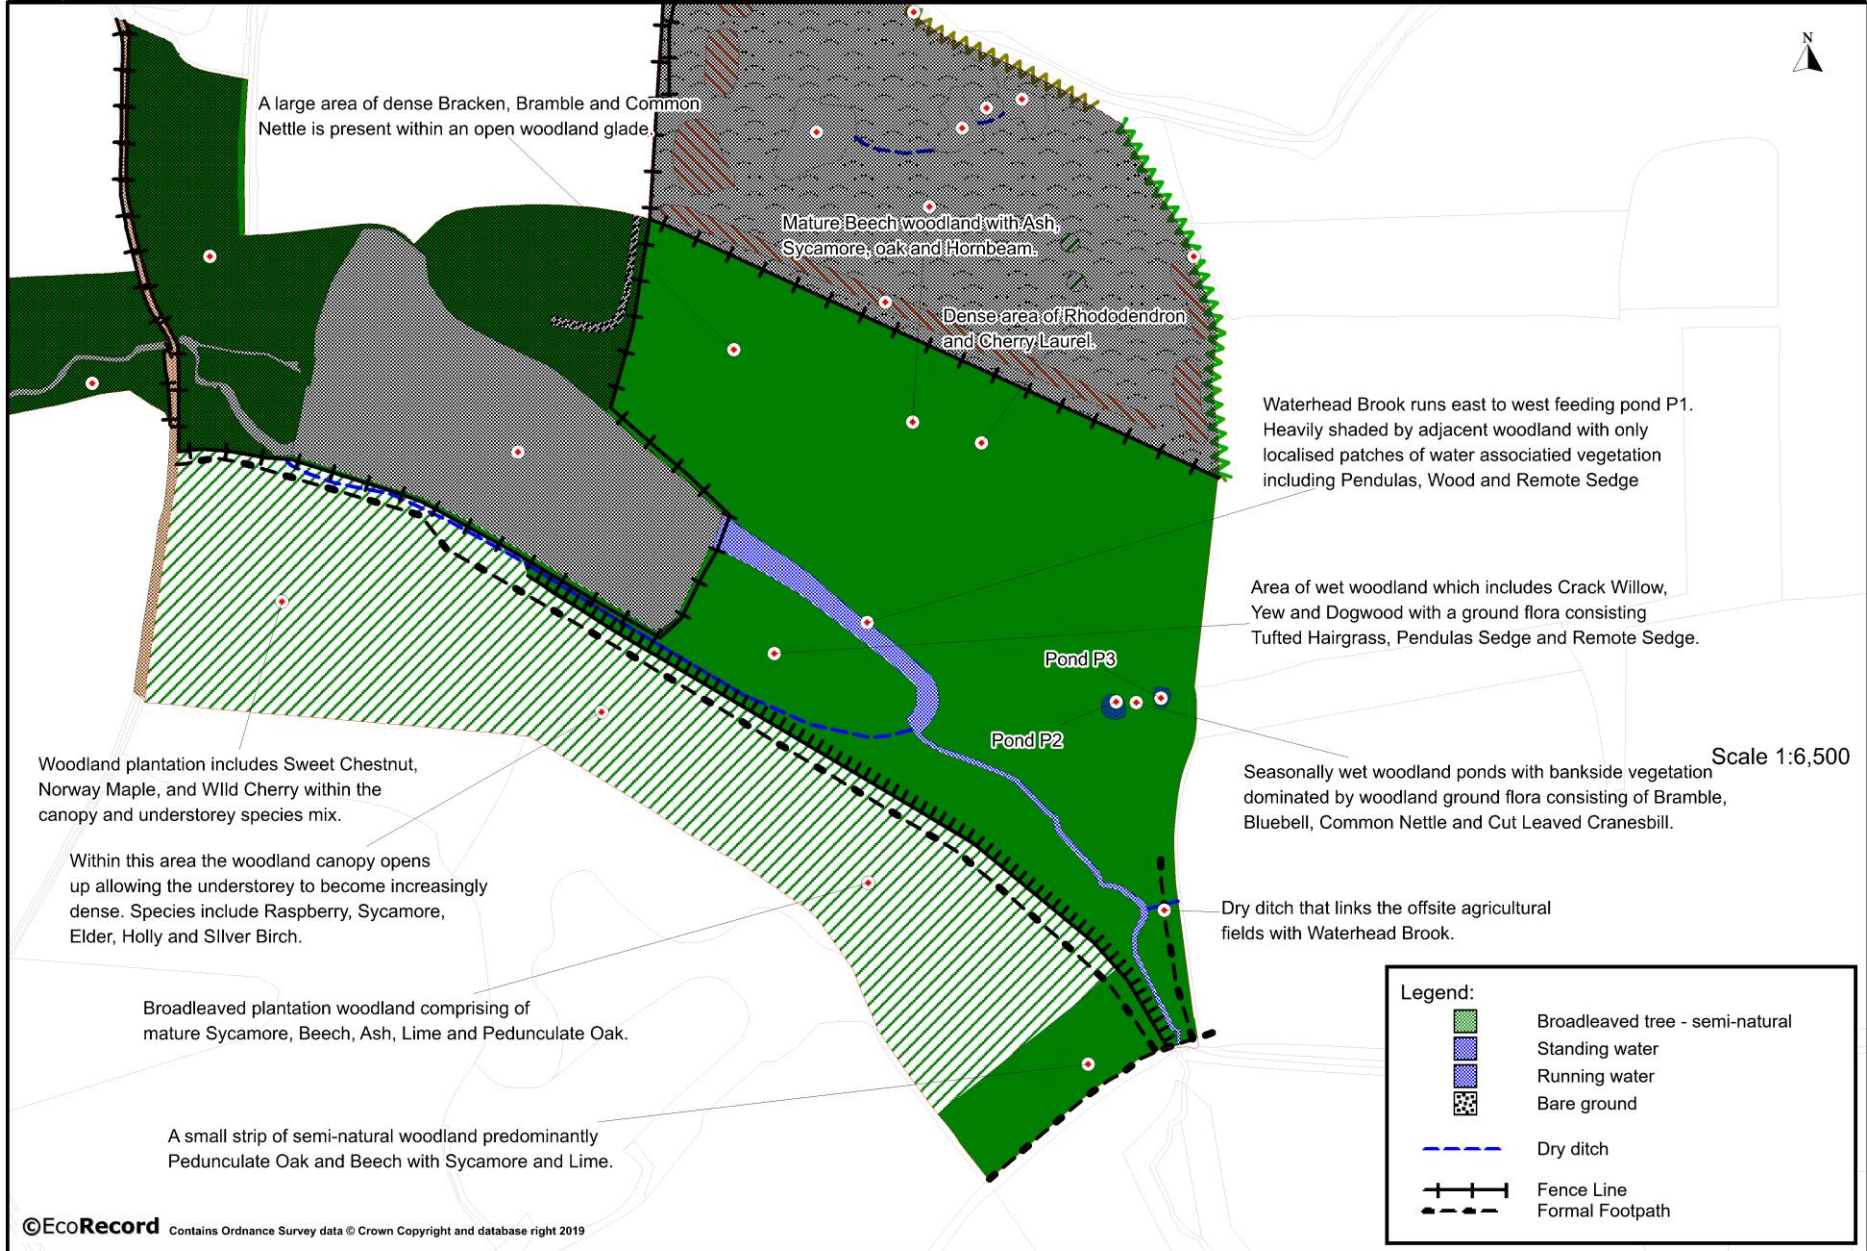 N
A large area of dense Bracken, Bramble and Common
Nettle is present within an open woodland glade.
Mature Beech woodland with Ash,
Sycamore, oak and Hornbeam.
Dense area of Rhododendron
and Cherry Laurel.
Waterhead Brook runs east to west feeding pond P1.
Heavily shaded by adjacent woodland with only
localised patches of water associatied vegetation
including Pendulas, Wood and Remote Sedge
Area of wet woodland which includes Crack Willow,
Yew and Dogwood with a ground flora consisting
Tufted Hairgrass, Pendulas Sedge and Remote Sedge.
Pond P3
Pond P2
Scale 1:6,500
Seasonally wet woodland ponds with bankside vegetation
dominated by woodland ground flora consisting of Bramble,
Bluebell, Common Nettle and Cut Leaved Cranesbill.
Woodland plantation includes Sweet Chestnut,
Norway Maple, and WIld Cherry within the
canopy and understorey species mix.
Within this area the woodland canopy opens
up allowing the understorey to become increasingly
dense. Species include Raspberry, Sycamore,
Elder, Holly and SIlver Birch.
Dry ditch that links the offsite agricultural
fields with Waterhead Brook.
Broadleaved plantation woodland comprising of
mature Sycamore, Beech, Ash, Lime and Pedunculate Oak.
A small strip of semi-natural woodland predominantly
Pedunculate Oak and Beech with Sycamore and Lime.
Legend:
Broadleaved tree - semi-natural
Standing water
Running water
Bare ground
Dry ditch
Fence Line
Formal Footpath
©EcoRecord Contains Ordnance Survey data © Crown Copyright and database right 2019